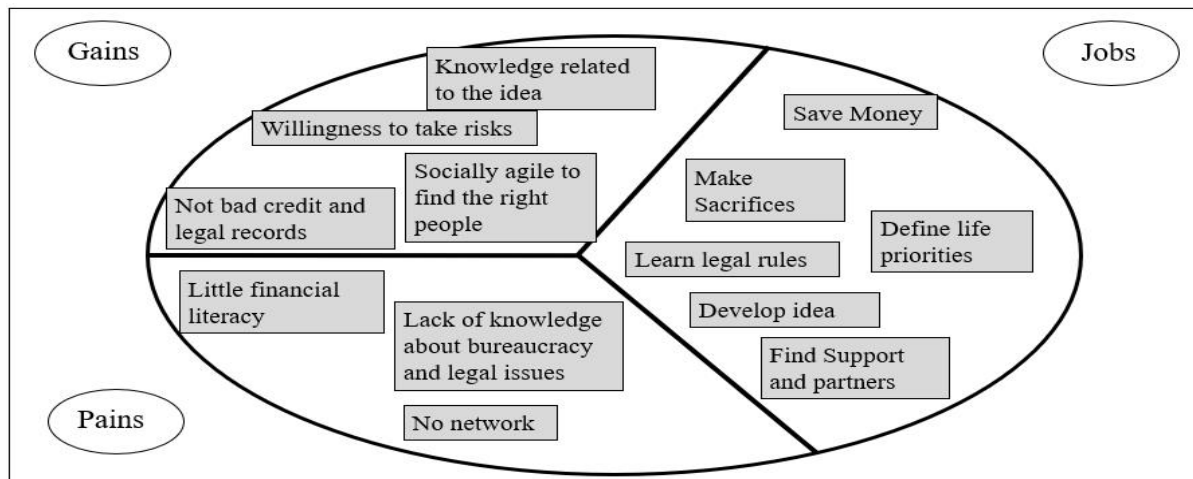 Gains
Jobs
Knowledge related
to the idea
Willingness to take risks
Socially agile to
find the right
people
Not bad credit and
legal records
Save Money
Make
Sacrifices
Define life
priorities
Learn legal rules
Develop idea
Find Support
and partners
Little financial
literacy
Lack of knowledge
about bureaucracy
and legal issues
No network
Pains